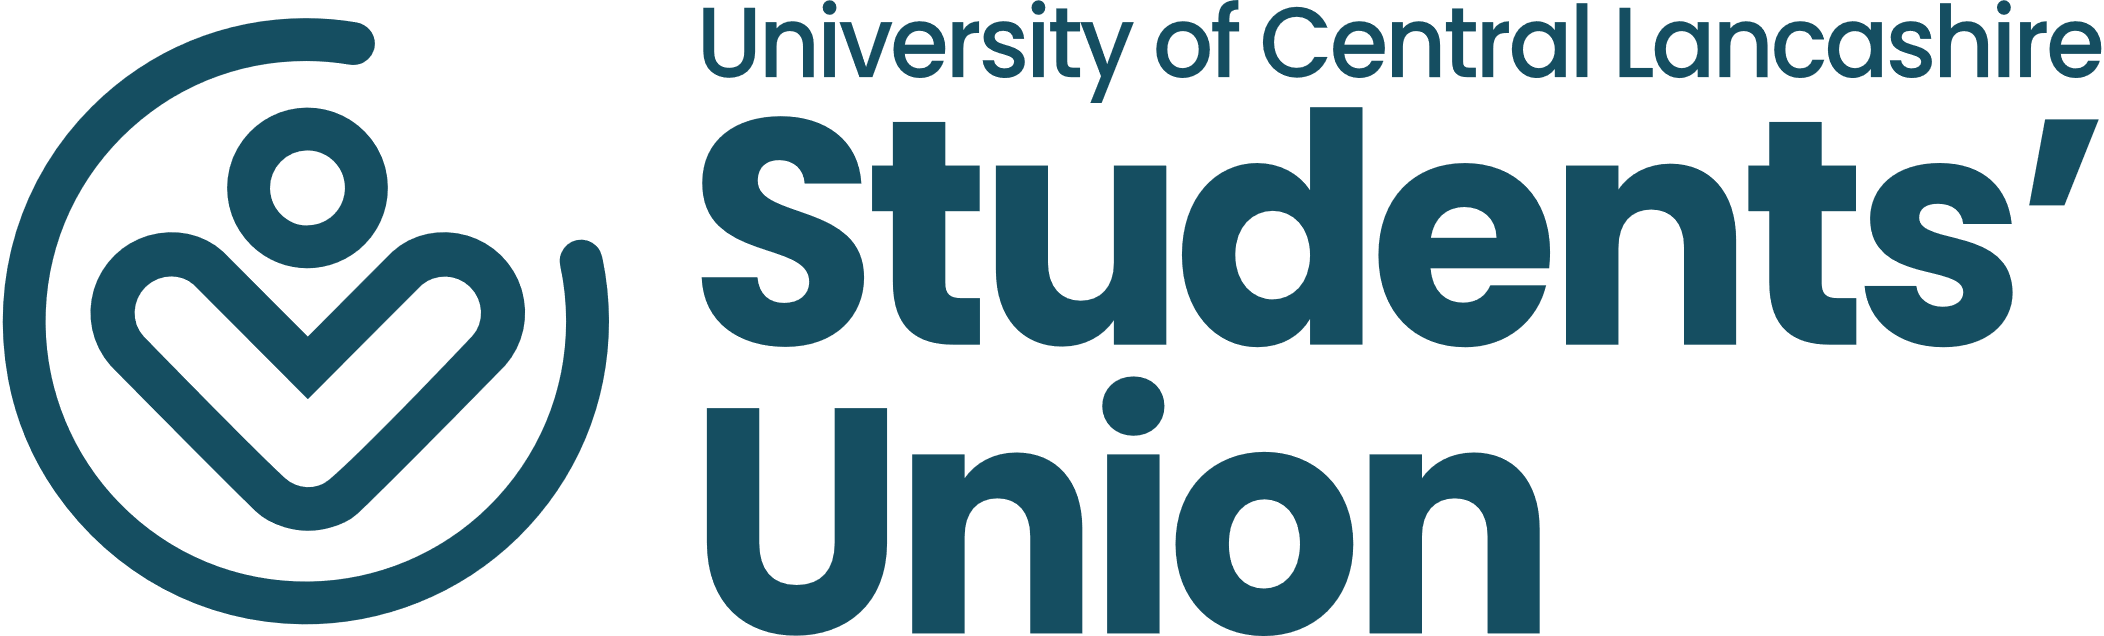 University of Central Lancashire
Students’
Union